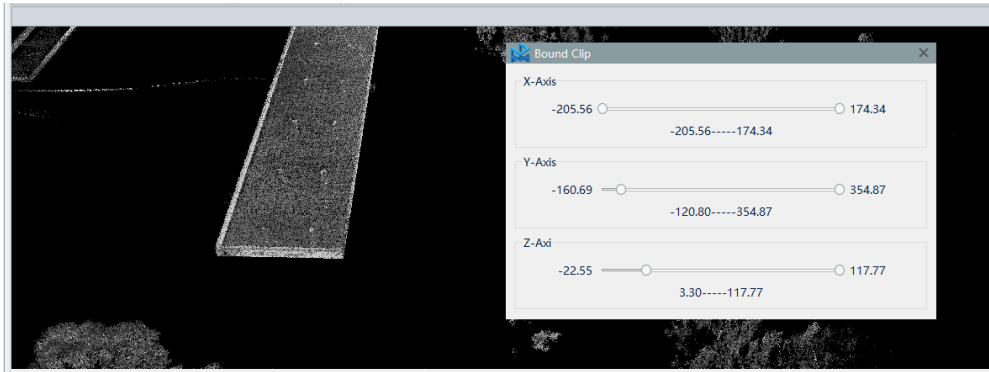 Bound Clip
X-Axis
-205.56 174.34
-205.56-----174.34
Y-Axis
-160.69 354.87
-120.80-----354.87
Z-Axi
-22.55 117.77
3.30-----117.77